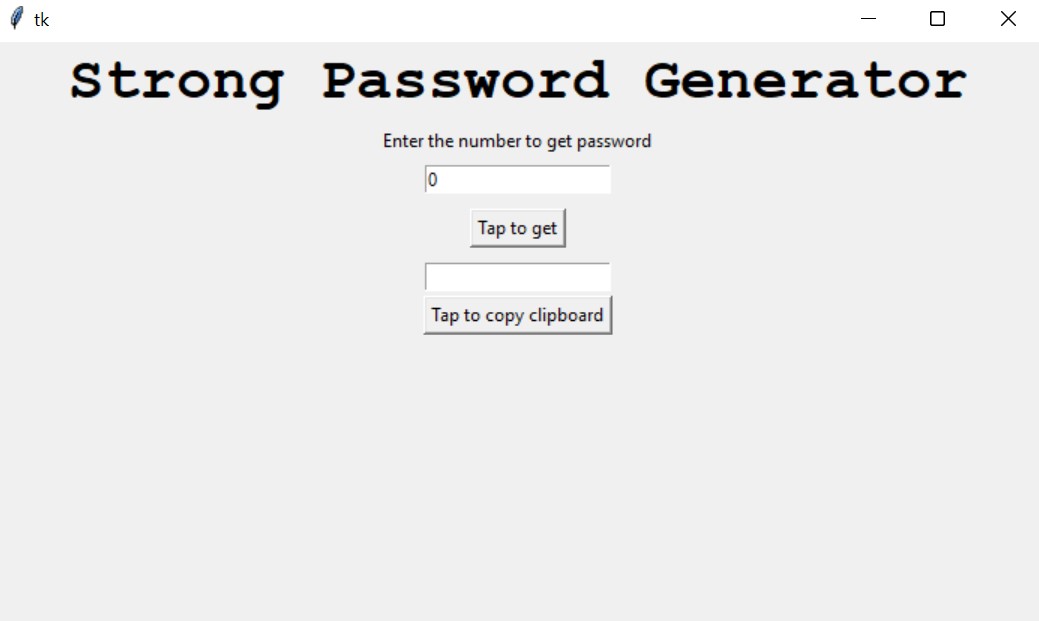 tk
Strong Password Generator
Enter the number to get password
0
Tap to get
Tap to copy clipboard